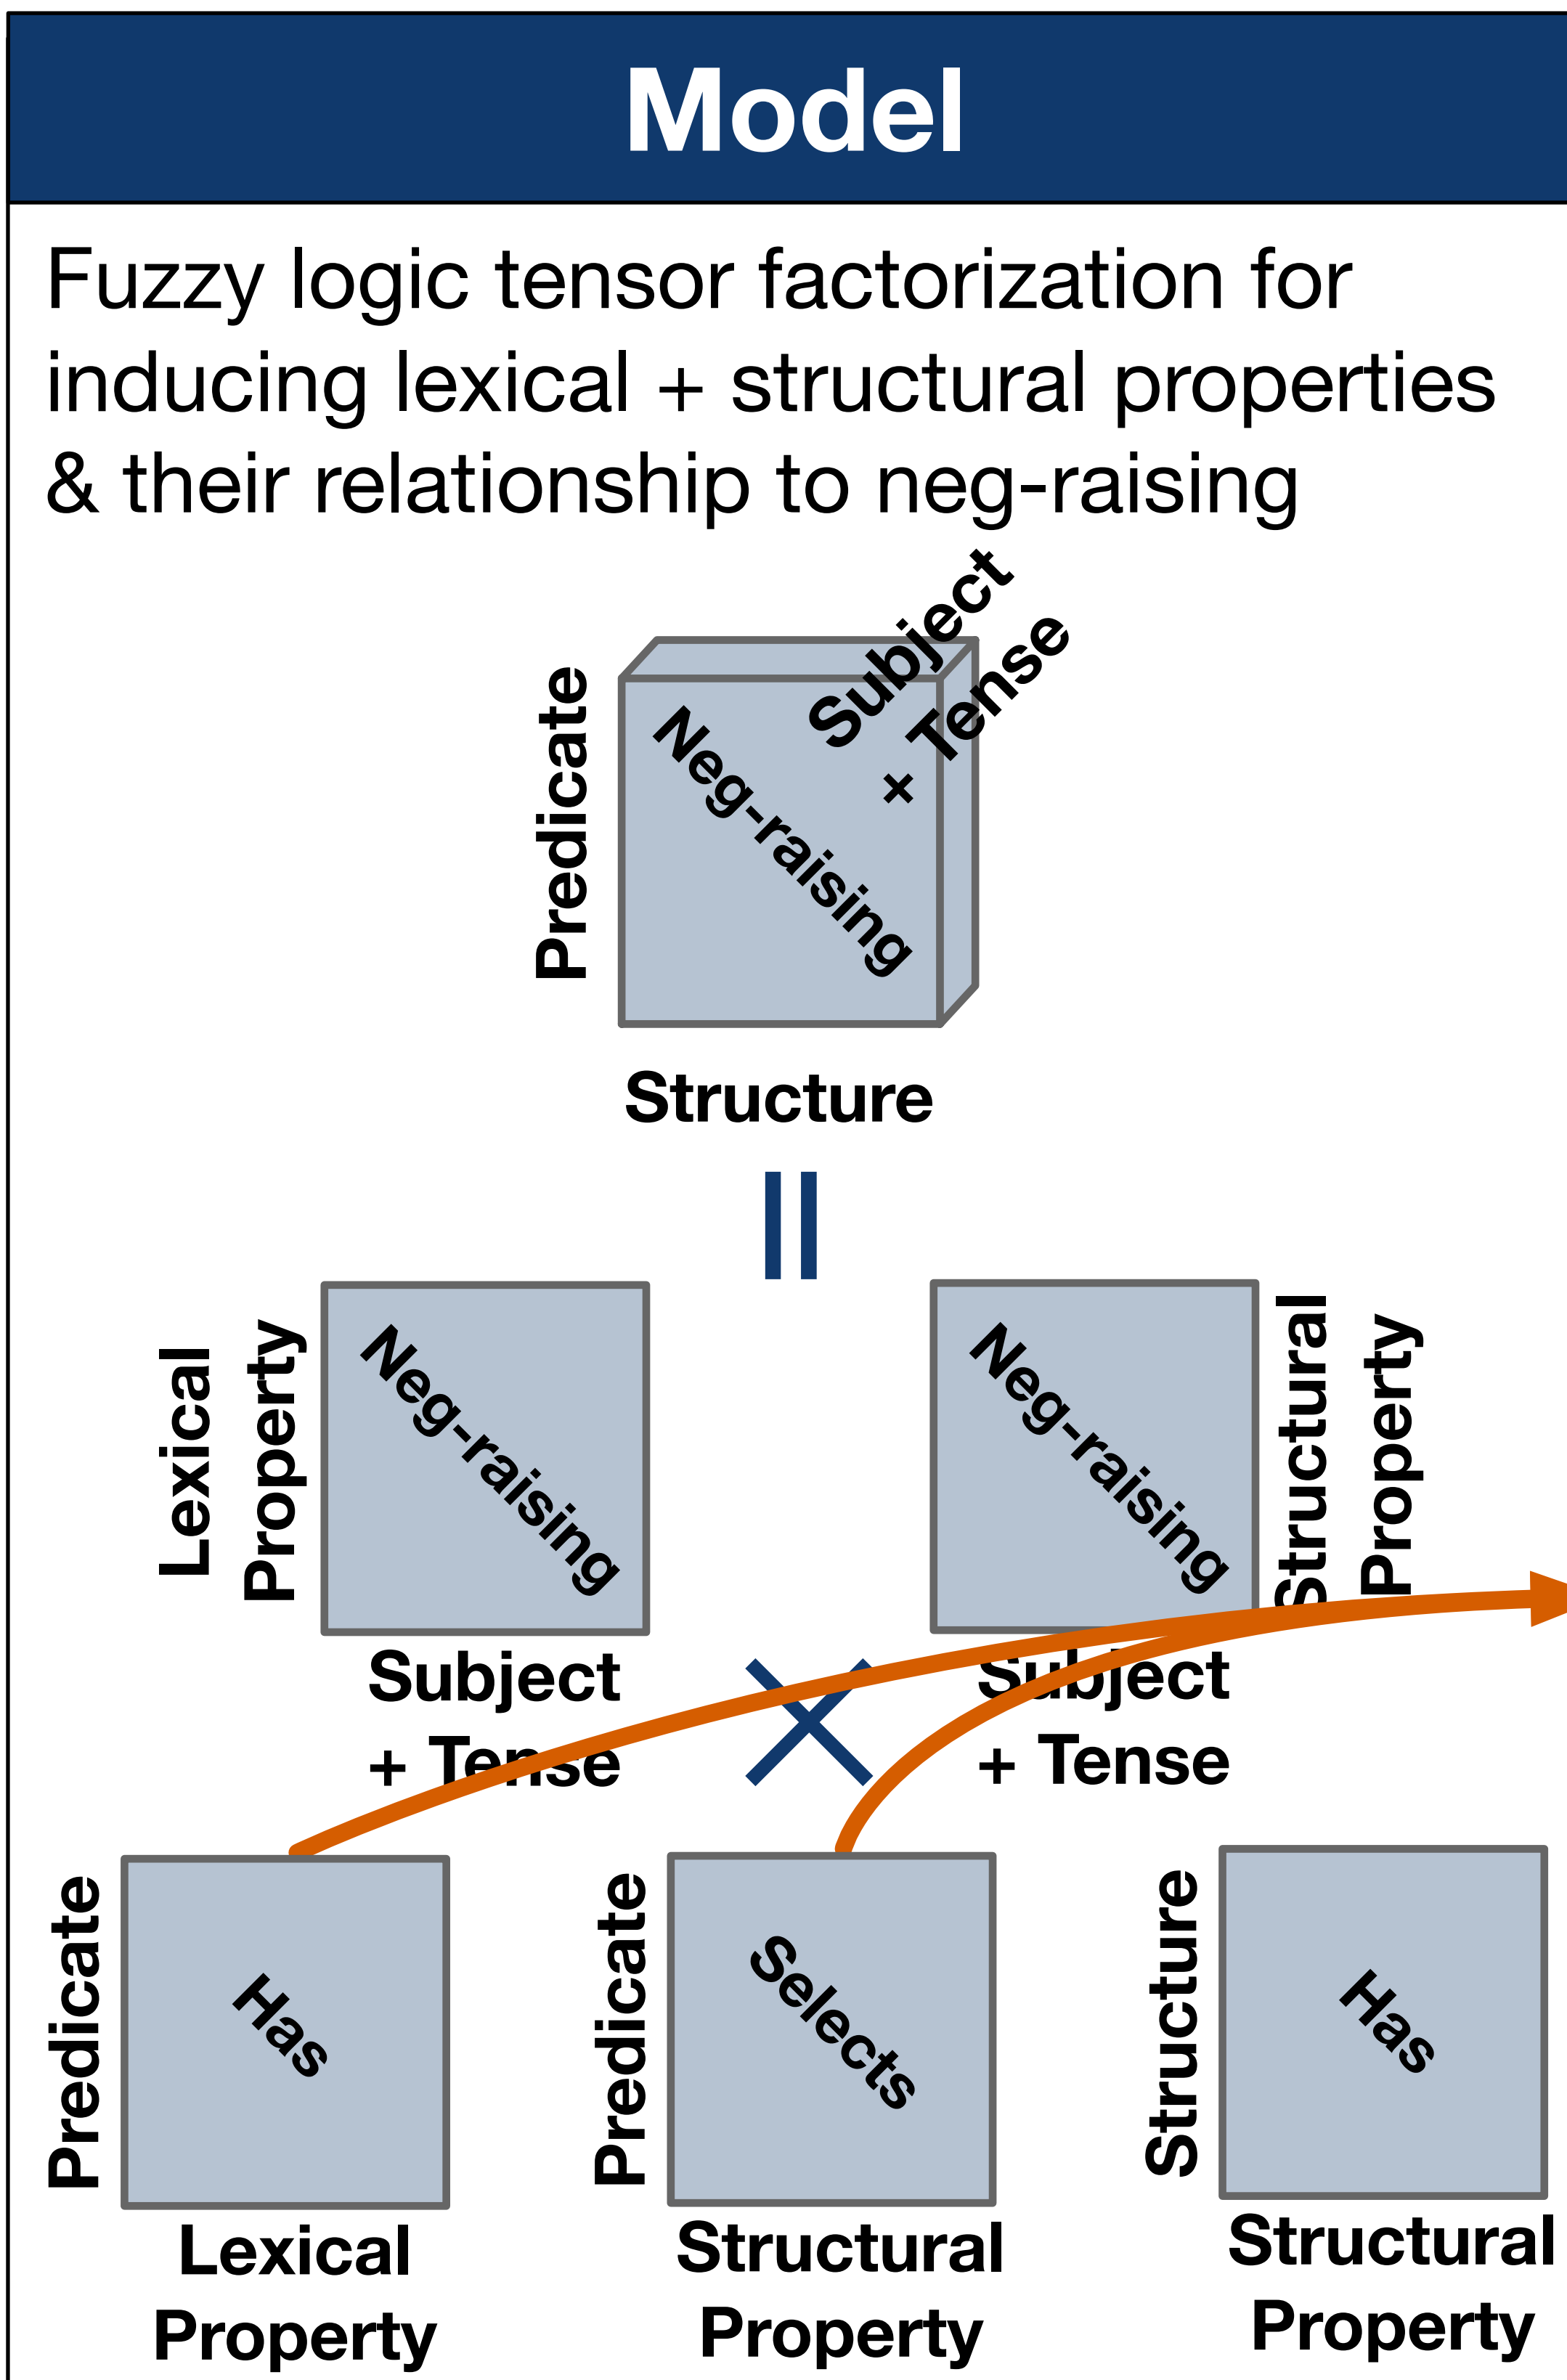 Model
Fuzzy logic tensor factorization for
inducing lexical + structural properties
& their relationship to neg-raising
Subject
+ Tense
Predicate
Neg-raising
Structure
Lexical
Property
Neg-raising
Subject
+ Tense
Neg-raising
Structural
Property
Subject
+ Tense
Predicate
Has
Lexical
Property
Predicate
Selects
Structural
Property
Structure
Has
Structural
Property